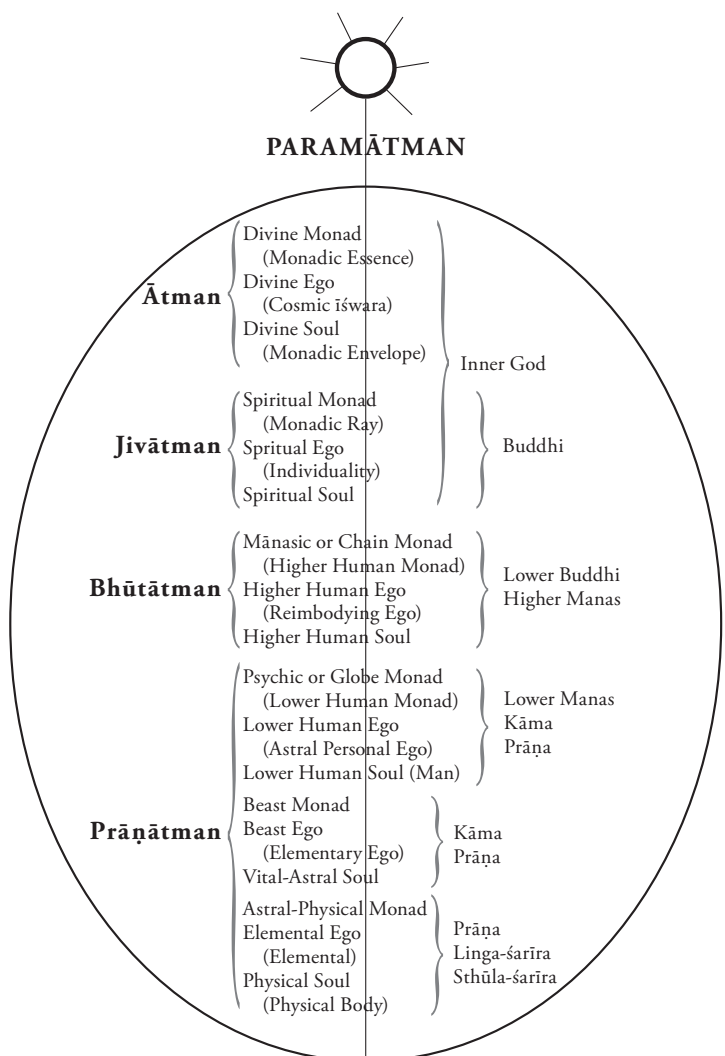 PARAMĀTMAN
Ātman
Divine Monad
(Monadic Essence)
Divine Ego
(Cosmic īśwara)
Divine Soul
(Monadic Envelope)
Inner God
Jivātman
Spiritual Monad
(Monadic Ray)
Spritual Ego
(Individuality)
Spiritual Soul
Buddhi
Bhūtātman
Mānasic or Chain Monad
(Higher Human Monad)
Higher Human Ego
(Reimbodying Ego)
Higher Human Soul
Lower Buddhi
Higher Manas
Prāṇātman
Psychic or Globe Monad
(Lower Human Monad)
Lower Human Ego
(Astral Personal Ego)
Lower Human Soul (Man)
Lower Manas
Kāma
Prāṇa
Beast Monad
Beast Ego
(Elementary Ego)
Vital-Astral Soul
Kāma
Prāṇa
Astral-Physical Monad
Elemental Ego
(Elemental)
Physical Soul
(Physical Body)
Prāṇa
Linga-śarīra
Sthūla-śarīra